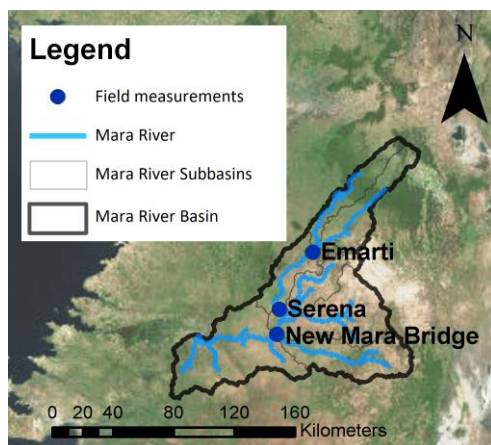 Legend
N
Field measurements
Mara River
Mara River Subbasins
Mara River Basin
Emarti
Serena
New Mara Bridge
0 20 40 80 120 160
Kilometers